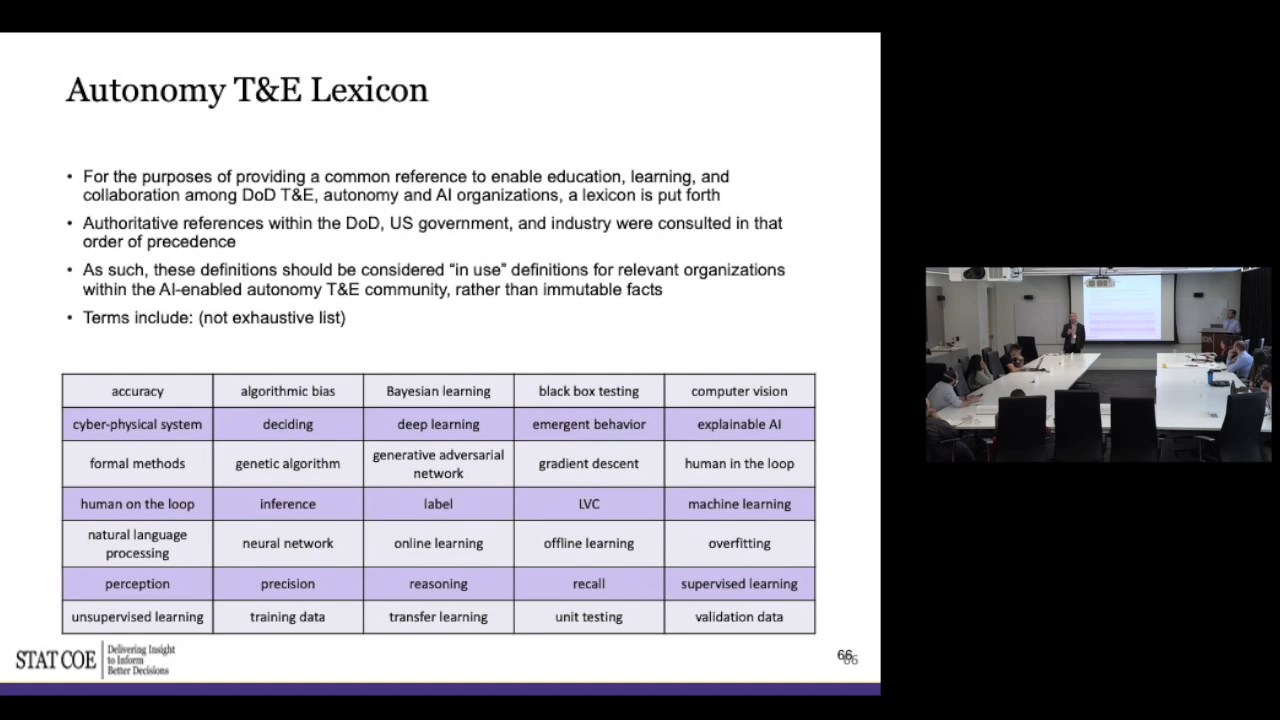 Autonomy T&E Lexicon
• For the purposes of providing a common reference to enable education, learning, and
collaboration among DoD T&E, autonomy and AI organizations, a lexicon is put forth
• Authoritative references within the DoD, US government, and industry were consulted in that
order of precedence
• As such, these definitions should be considered “in use” definitions for relevant organizations
within the AI-enabled autonomy T&E community, rather than immutable facts
• Terms include: (not exhaustive list)
accuracy algorithmic bias Bayesian learning black box testing computer vision
cyber-physical system deciding deep learning emergent behavior explainable AI
formal methods genetic algorithm generative adversarial network gradient descent human in the loop
human on the loop inference label LVC machine learning
natural language processing neural network online learning offline learning overfitting
perception precision reasoning recall supervised learning
unsupervised learning training data transfer learning unit testing validation data
STAT COE
Delivering Insight
to Inform
Better Decisions
66